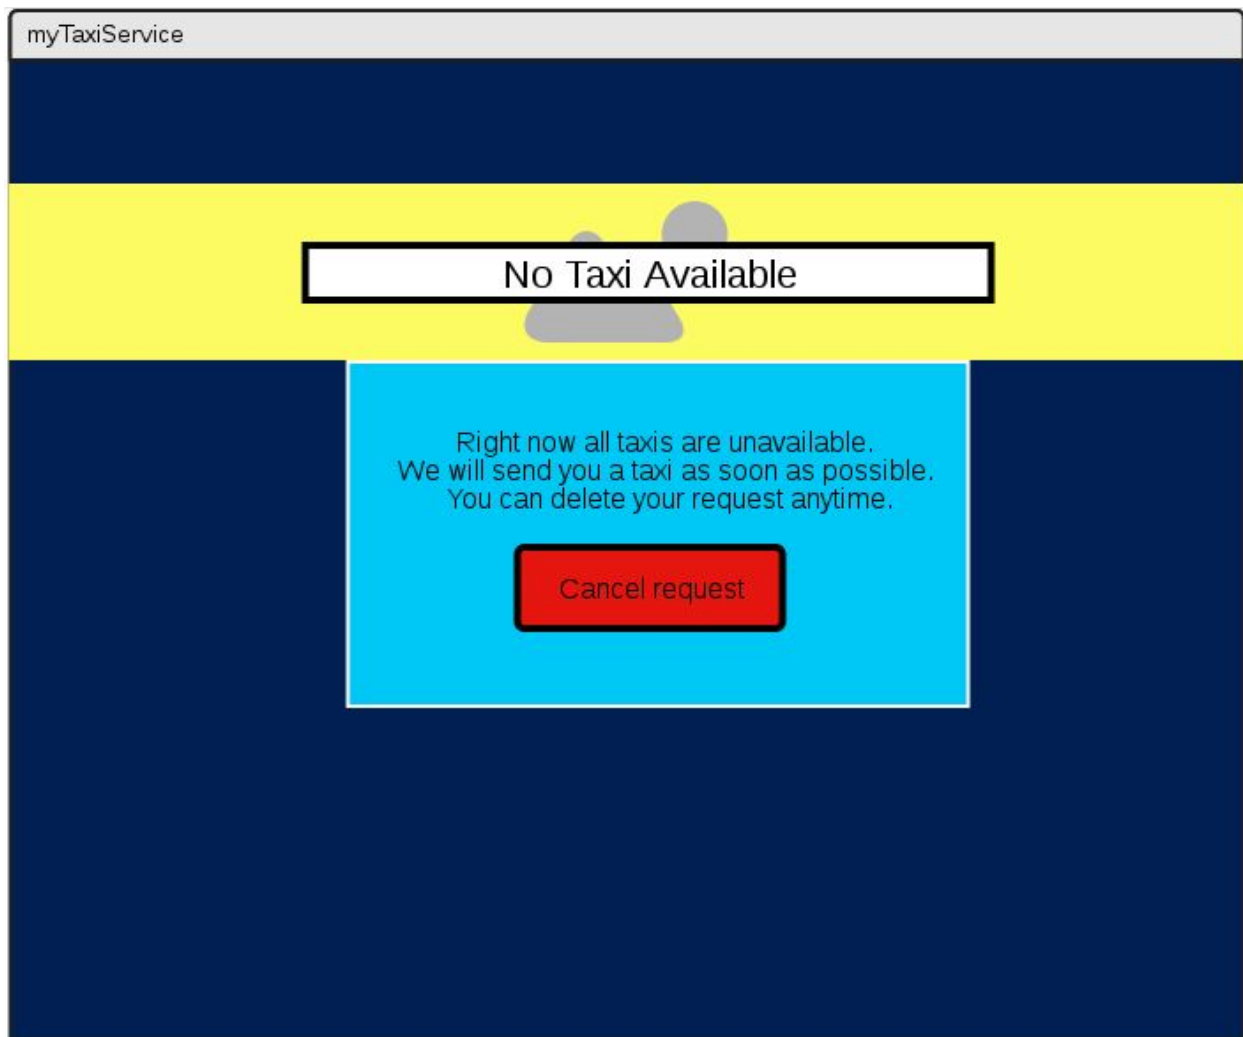 myTaxiService
No Taxi Available
Right now all taxis are unavailable.
We will send you a taxi as soon as possible.
You can delete your request anytime.
Cancel request